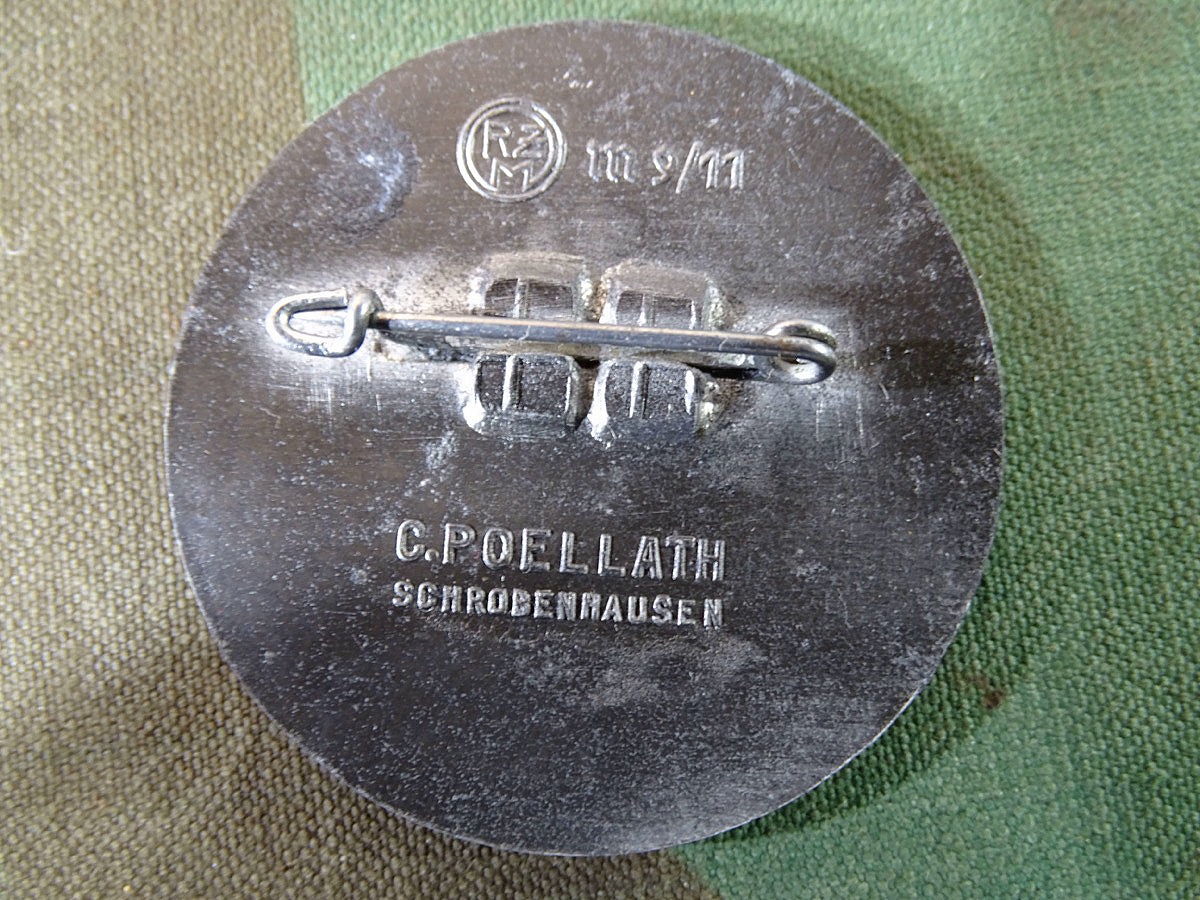 RZM m 9/11
C.POELLATH
SCHROBENHAUSEN